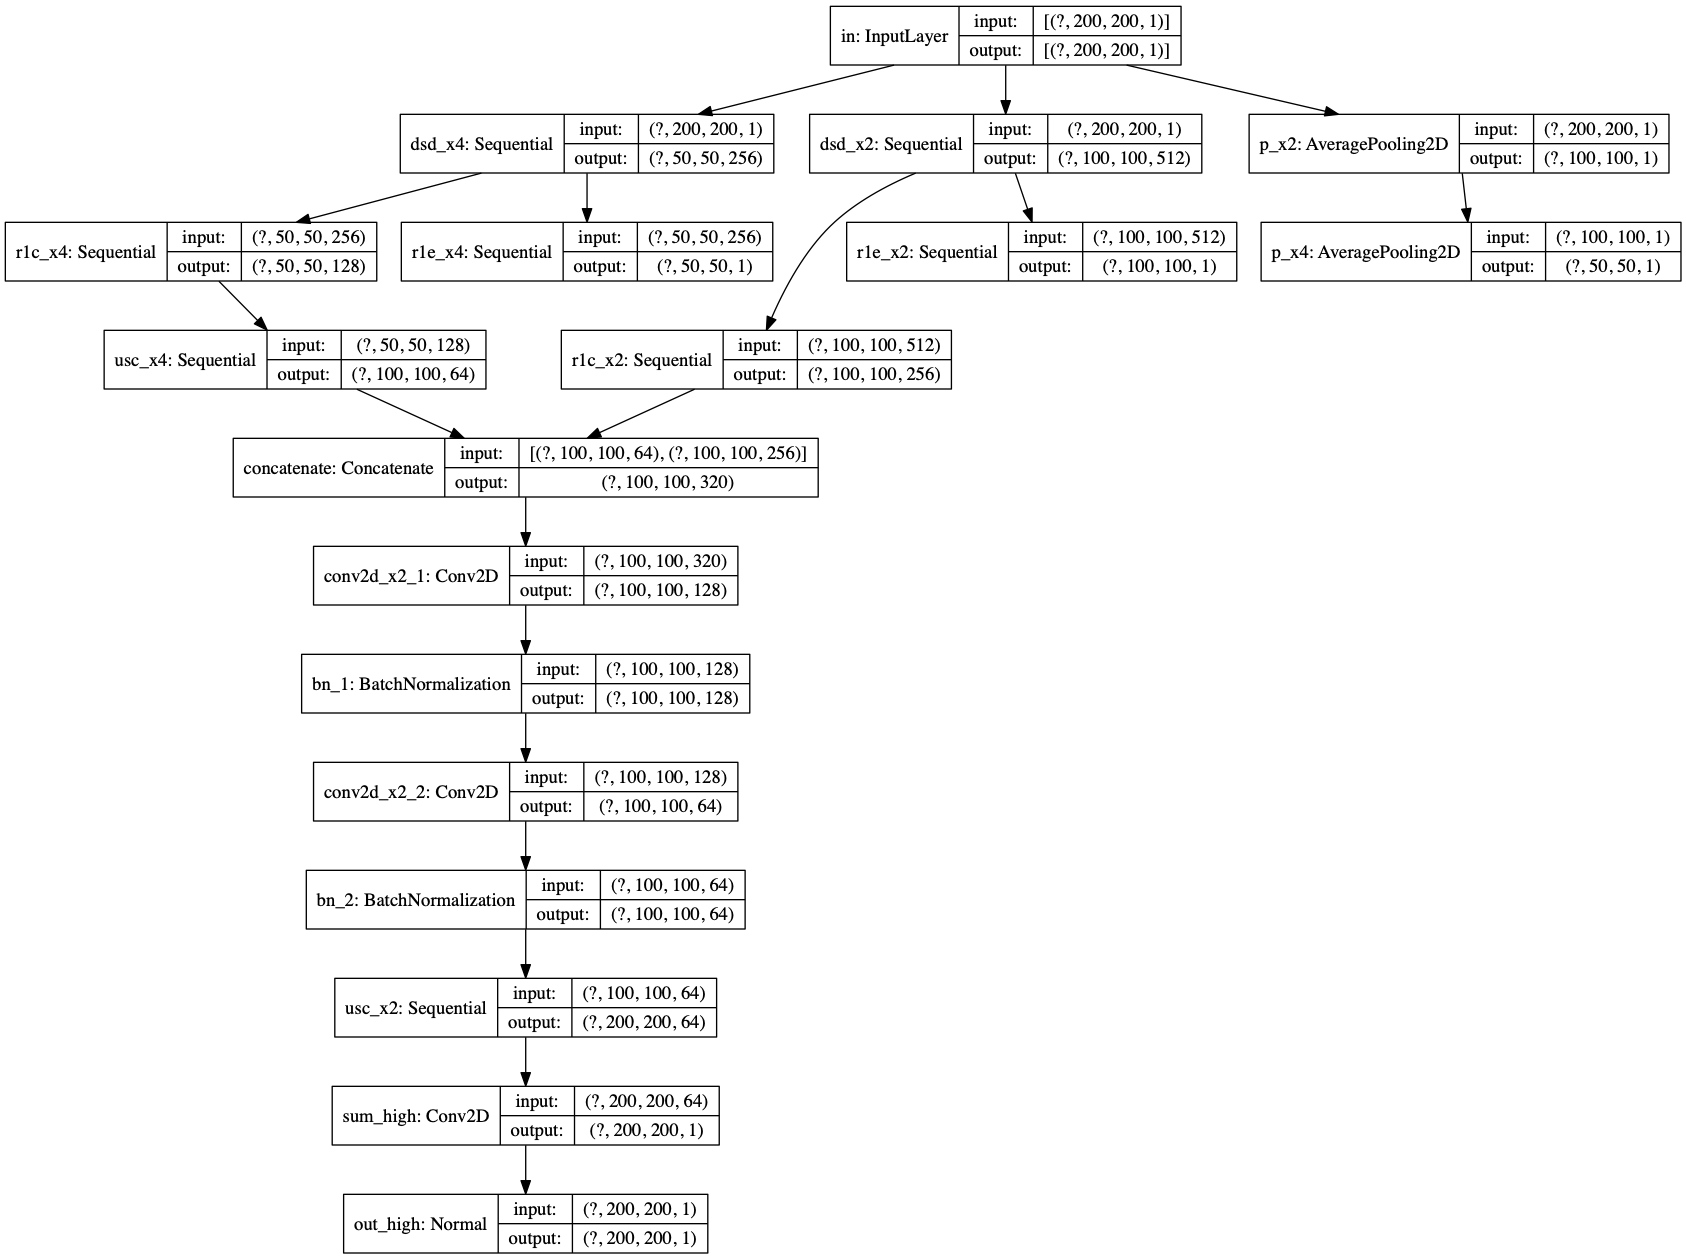 in: InputLayer
input: [(?, 200, 200, 1)]
output: [(?, 200, 200, 1)]
dsd_x4: Sequential
input: (?, 200, 200, 1)
output: (?, 50, 50, 256)
dsd_x2: Sequential
input: (?, 200, 200, 1)
output: (?, 100, 100, 512)
p_x2: AveragePooling2D
input: (?, 200, 200, 1)
output: (?, 100, 100, 1)
r1c_x4: Sequential
input: (?, 50, 50, 256)
output: (?, 50, 50, 128)
r1e_x4: Sequential
input: (?, 50, 50, 256)
output: (?, 50, 50, 1)
r1e_x2: Sequential
input: (?, 100, 100, 512)
output: (?, 100, 100, 1)
p_x4: AveragePooling2D
input: (?, 100, 100, 1)
output: (?, 50, 50, 1)
usc_x4: Sequential
input: (?, 50, 50, 128)
output: (?, 100, 100, 64)
r1c_x2: Sequential
input: (?, 100, 100, 512)
output: (?, 100, 100, 256)
concatenate: Concatenate
input: [(?, 100, 100, 64), (?, 100, 100, 256)]
output: (?, 100, 100, 320)
conv2d_x2_1: Conv2D
input: (?, 100, 100, 320)
output: (?, 100, 100, 128)
bn_1: BatchNormalization
input: (?, 100, 100, 128)
output: (?, 100, 100, 128)
conv2d_x2_2: Conv2D
input: (?, 100, 100, 128)
output: (?, 100, 100, 64)
bn_2: BatchNormalization
input: (?, 100, 100, 64)
output: (?, 100, 100, 64)
usc_x2: Sequential
input: (?, 100, 100, 64)
output: (?, 200, 200, 64)
sum_high: Conv2D
input: (?, 200, 200, 64)
output: (?, 200, 200, 1)
out_high: Normal
input: (?, 200, 200, 1)
output: (?, 200, 200, 1)